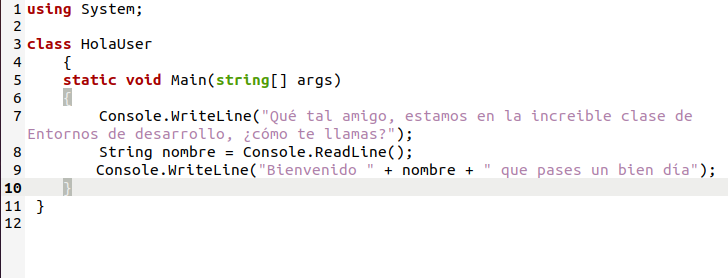 1 using System;
2
3 class HolaUser
4     {
5     static void Main(string[] args)
6     {
7         Console.WriteLine("Qué tal amigo, estamos en la increible clase de
Entornos de desarrollo, ¿cómo te llamas?");
8         String nombre = Console.ReadLine();
9         Console.WriteLine("Bienvenido " + nombre + " que pases un bien día");
10     }
11 }
12